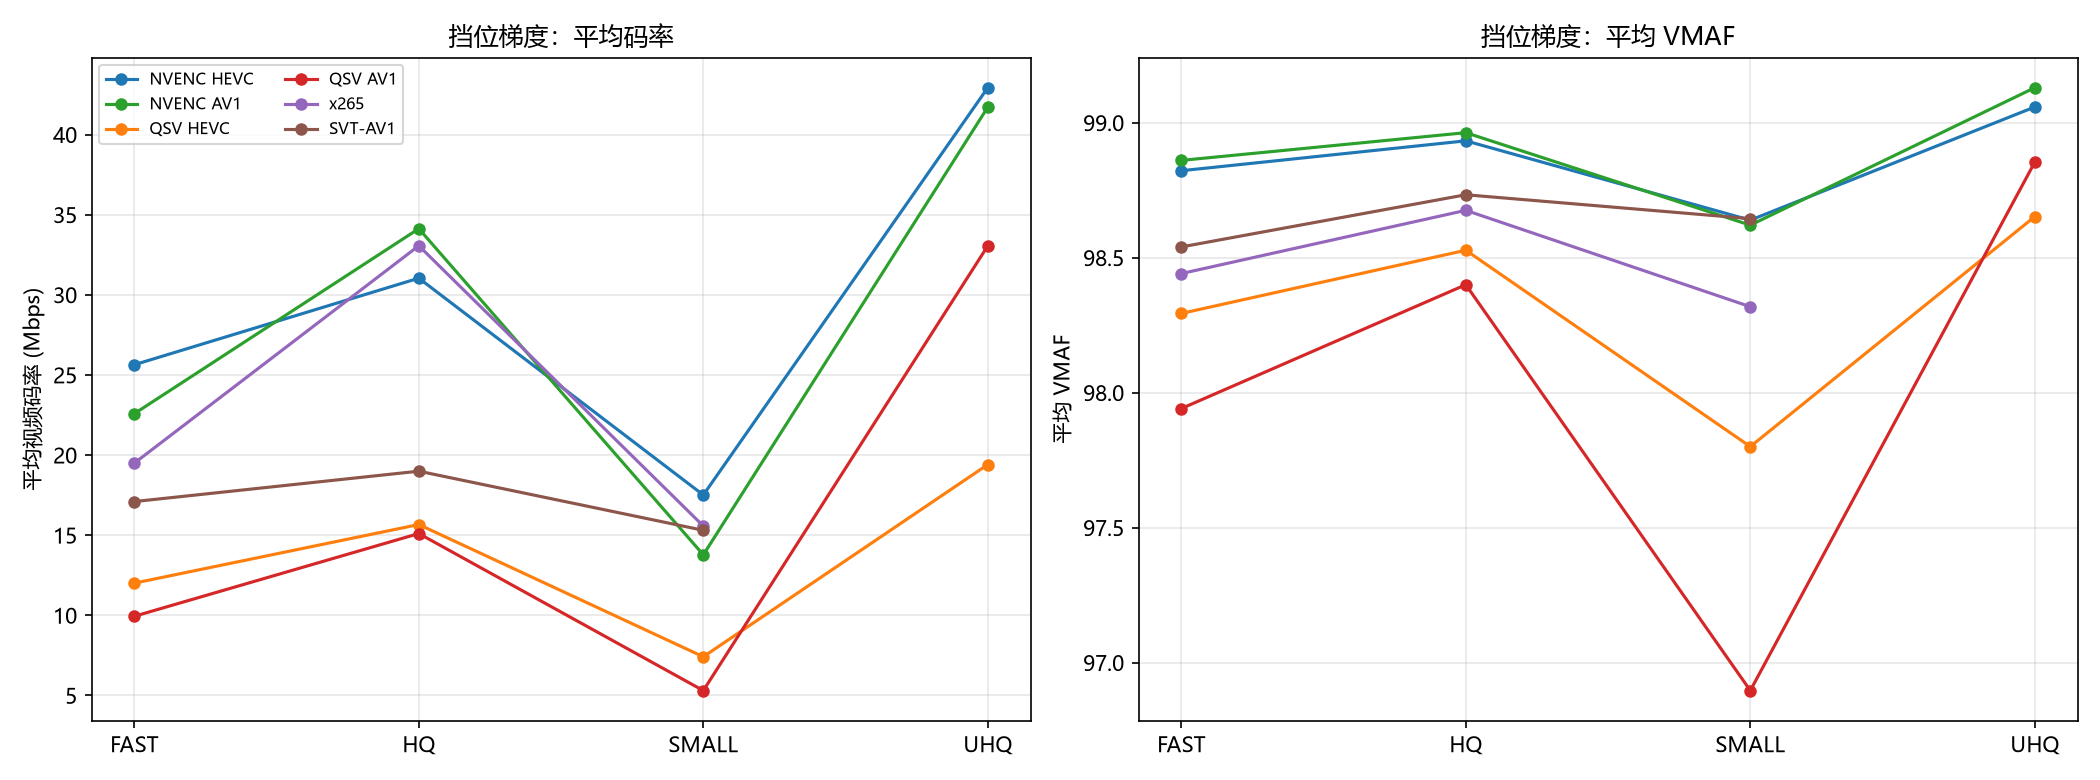 挡位梯度：平均码率
NVENC HEVC
NVENC AV1
QSV HEVC
QSV AV1
x265
SVT-AV1
平均视频码率 (Mbps)
40
35
30
25
20
15
10
5
FAST
HQ
SMALL
UHQ
挡位梯度：平均 VMAF
平均 VMAF
99.0
98.5
98.0
97.5
97.0
FAST
HQ
SMALL
UHQ